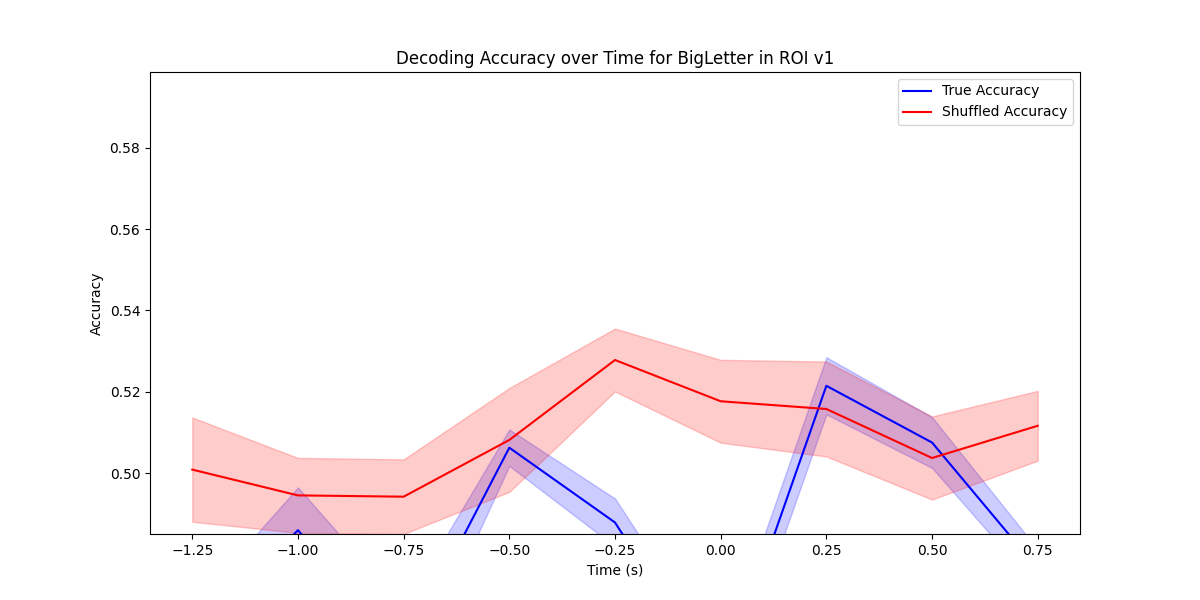 Decoding Accuracy over Time for BigLetter in ROI v1
True Accuracy
Shuffled Accuracy
Accuracy
0.58
0.56
0.54
0.52
0.50
−1.25 −1.00 −0.75 −0.50 −0.25 0.00 0.25 0.50 0.75
Time (s)